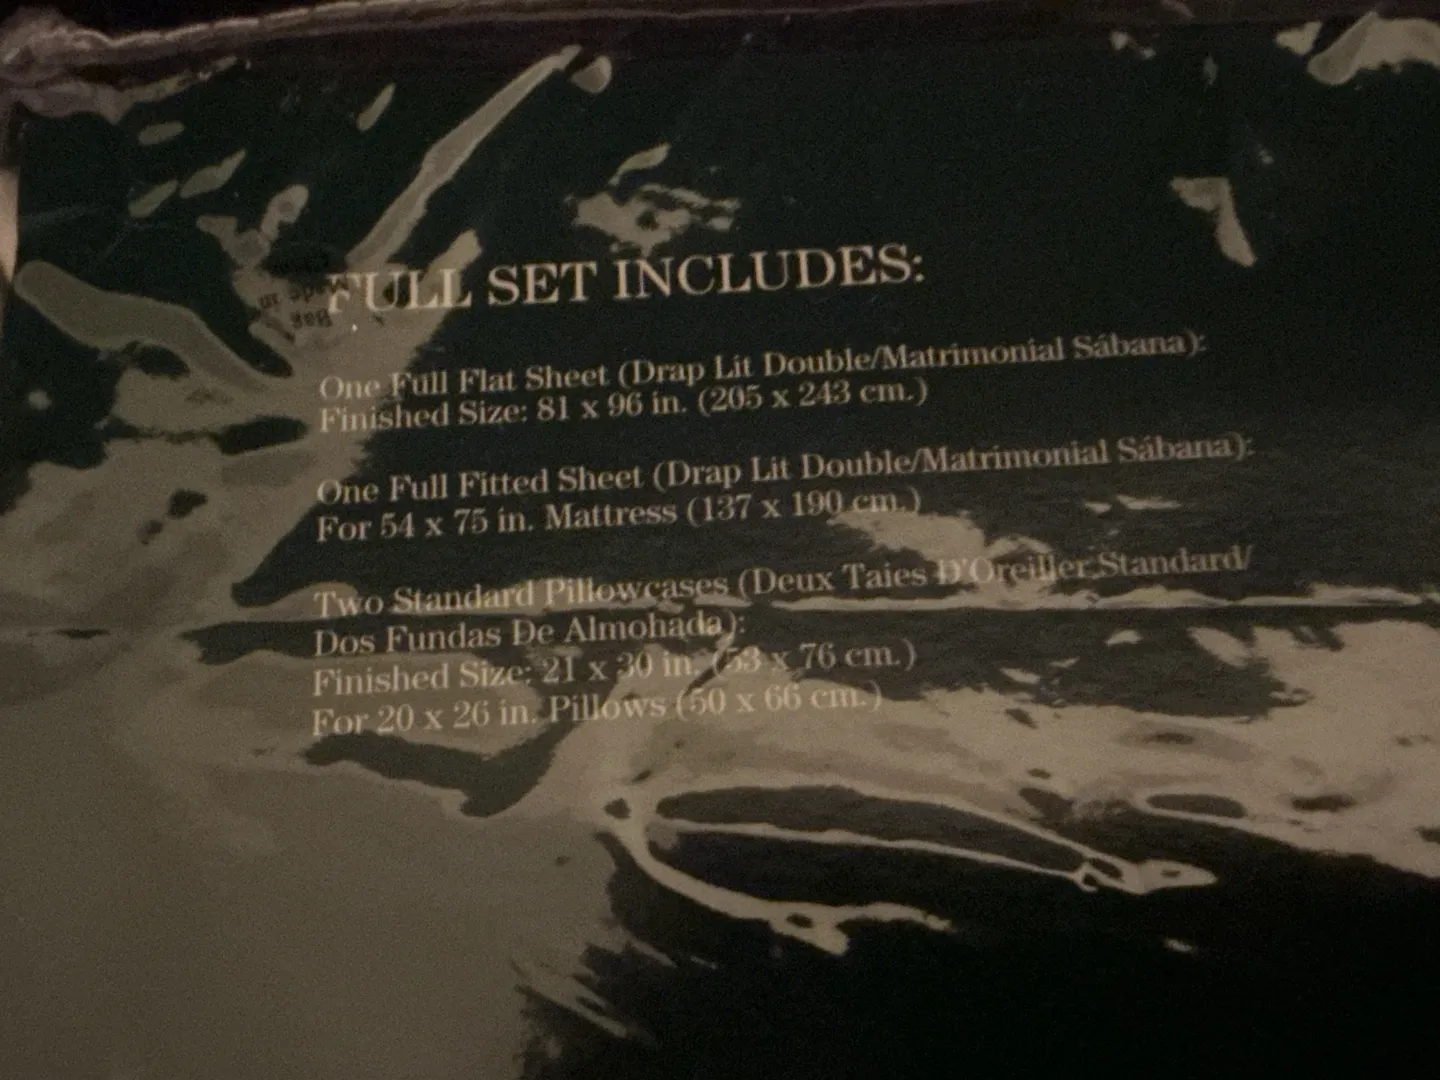 FULL SET INCLUDES:
One Full Flat Sheet (Drap Lit Double/Matrimonial Sábana):
Finished Size: 81 x 96 in. (205 x 243 cm.)
One Full Fitted Sheet (Drap Lit Double/Matrimonial Sábana):
For 54 x 75 in. Mattress (137 x 190 cm.)
Two Standard Pillowcases (Deux Taies D'Oreiller Standard/
Dos Fundas De Almohada):
Finished Size: 21 x 30 in. (53 x 76 cm.)
For 20 x 26 in. Pillows (50 x 66 cm.)
Bag
Made in